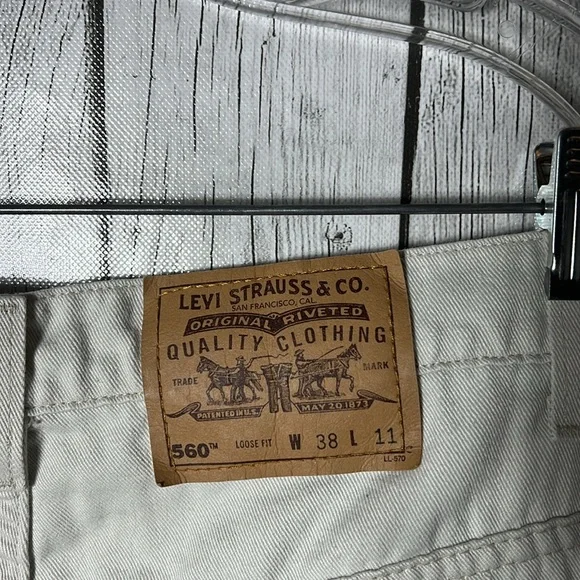 LEVI STRAUSS & CO.
SAN FRANCISCO, CAL.
ORIGINAL RIVETED
QUALITY CLOTHING
TRADE MARK
PATENTED IN U.S. MAY 20 1873
560™ LOOSE FIT W 38 L 11
LL-570